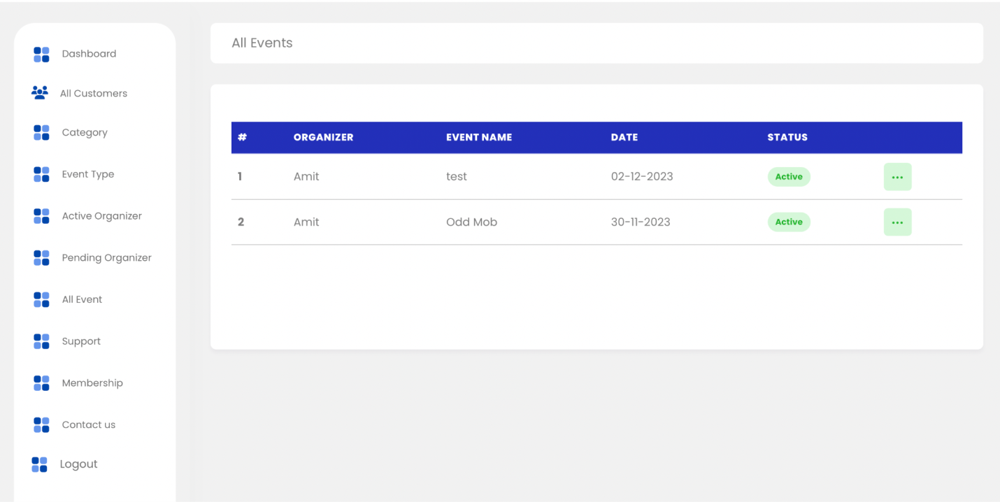 Dashboard
All Customers
Category
Event Type
Active Organizer
Pending Organizer
All Event
Support
Membership
Contact us
Logout
All Events
# ORGANIZER EVENT NAME DATE STATUS
1 Amit test 02-12-2023 Active ...
2 Amit Odd Mob 30-11-2023 Active ...